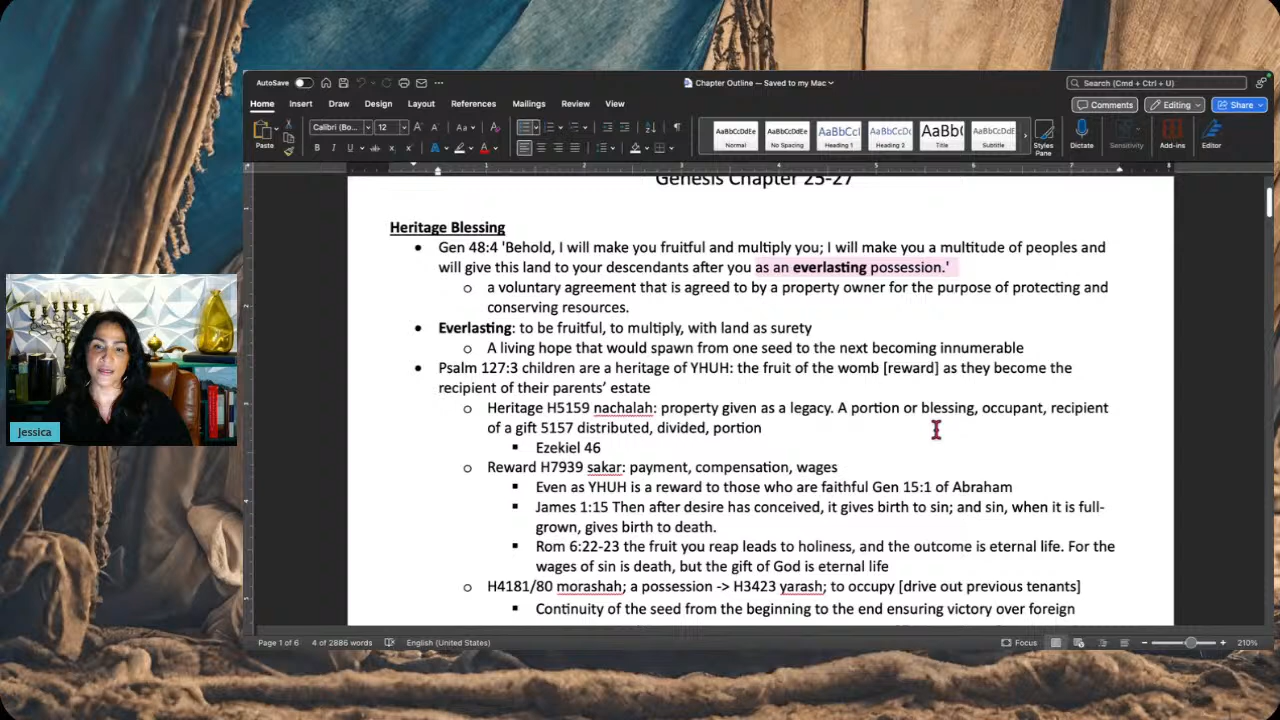 AutoSave
Chapter Outline — Saved to my Mac
Search (Cmd + Ctrl + U)
Home Insert Draw Design Layout References Mailings Review View
Comments Editing Share
Paste
Calibri (Bo... 12
AaBbCcDdEe AaBbCcDdEe AaBbCcI AaBbCcDc AaBb( AaBbCcDdE
Normal No Spacing Heading 1 Heading 2 Title Subtitle
Styles Pane
Dictate Sensitivity Add-ins Editor
Genesis Chapter 25-27
Heritage Blessing
• Gen 48:4 'Behold, I will make you fruitful and multiply you; I will make you a multitude of peoples and
will give this land to your descendants after you as an everlasting possession.'
o a voluntary agreement that is agreed to by a property owner for the purpose of protecting and
conserving resources.
• Everlasting: to be fruitful, to multiply, with land as surety
o A living hope that would spawn from one seed to the next becoming innumerable
• Psalm 127:3 children are a heritage of YHUH: the fruit of the womb [reward] as they become the
recipient of their parents’ estate
o Heritage H5159 nachalah: property given as a legacy. A portion or blessing, occupant, recipient
of a gift 5157 distributed, divided, portion
▪ Ezekiel 46
o Reward H7939 sakar: payment, compensation, wages
▪ Even as YHUH is a reward to those who are faithful Gen 15:1 of Abraham
▪ James 1:15 Then after desire has conceived, it gives birth to sin; and sin, when it is full-
grown, gives birth to death.
▪ Rom 6:22-23 the fruit you reap leads to holiness, and the outcome is eternal life. For the
wages of sin is death, but the gift of God is eternal life
o H4181/80 morashah; a possession -> H3423 yarash; to occupy [drive out previous tenants]
▪ Continuity of the seed from the beginning to the end ensuring victory over foreign
Jessica
Page 1 of 6 4 of 2886 words English (United States) Focus 210%